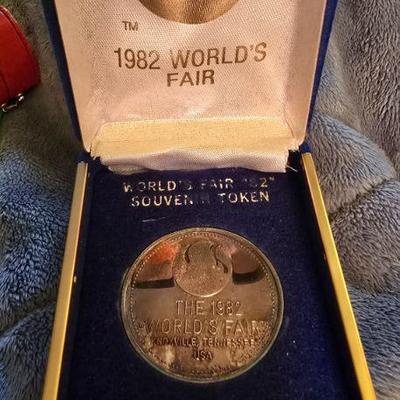 TM
1982 WORLD'S
FAIR
WORLD'S FAIR "82"
SOUVENIR TOKEN
THE 1982
WORLD'S FAIR
KNOXVILLE, TENNESSEE
USA